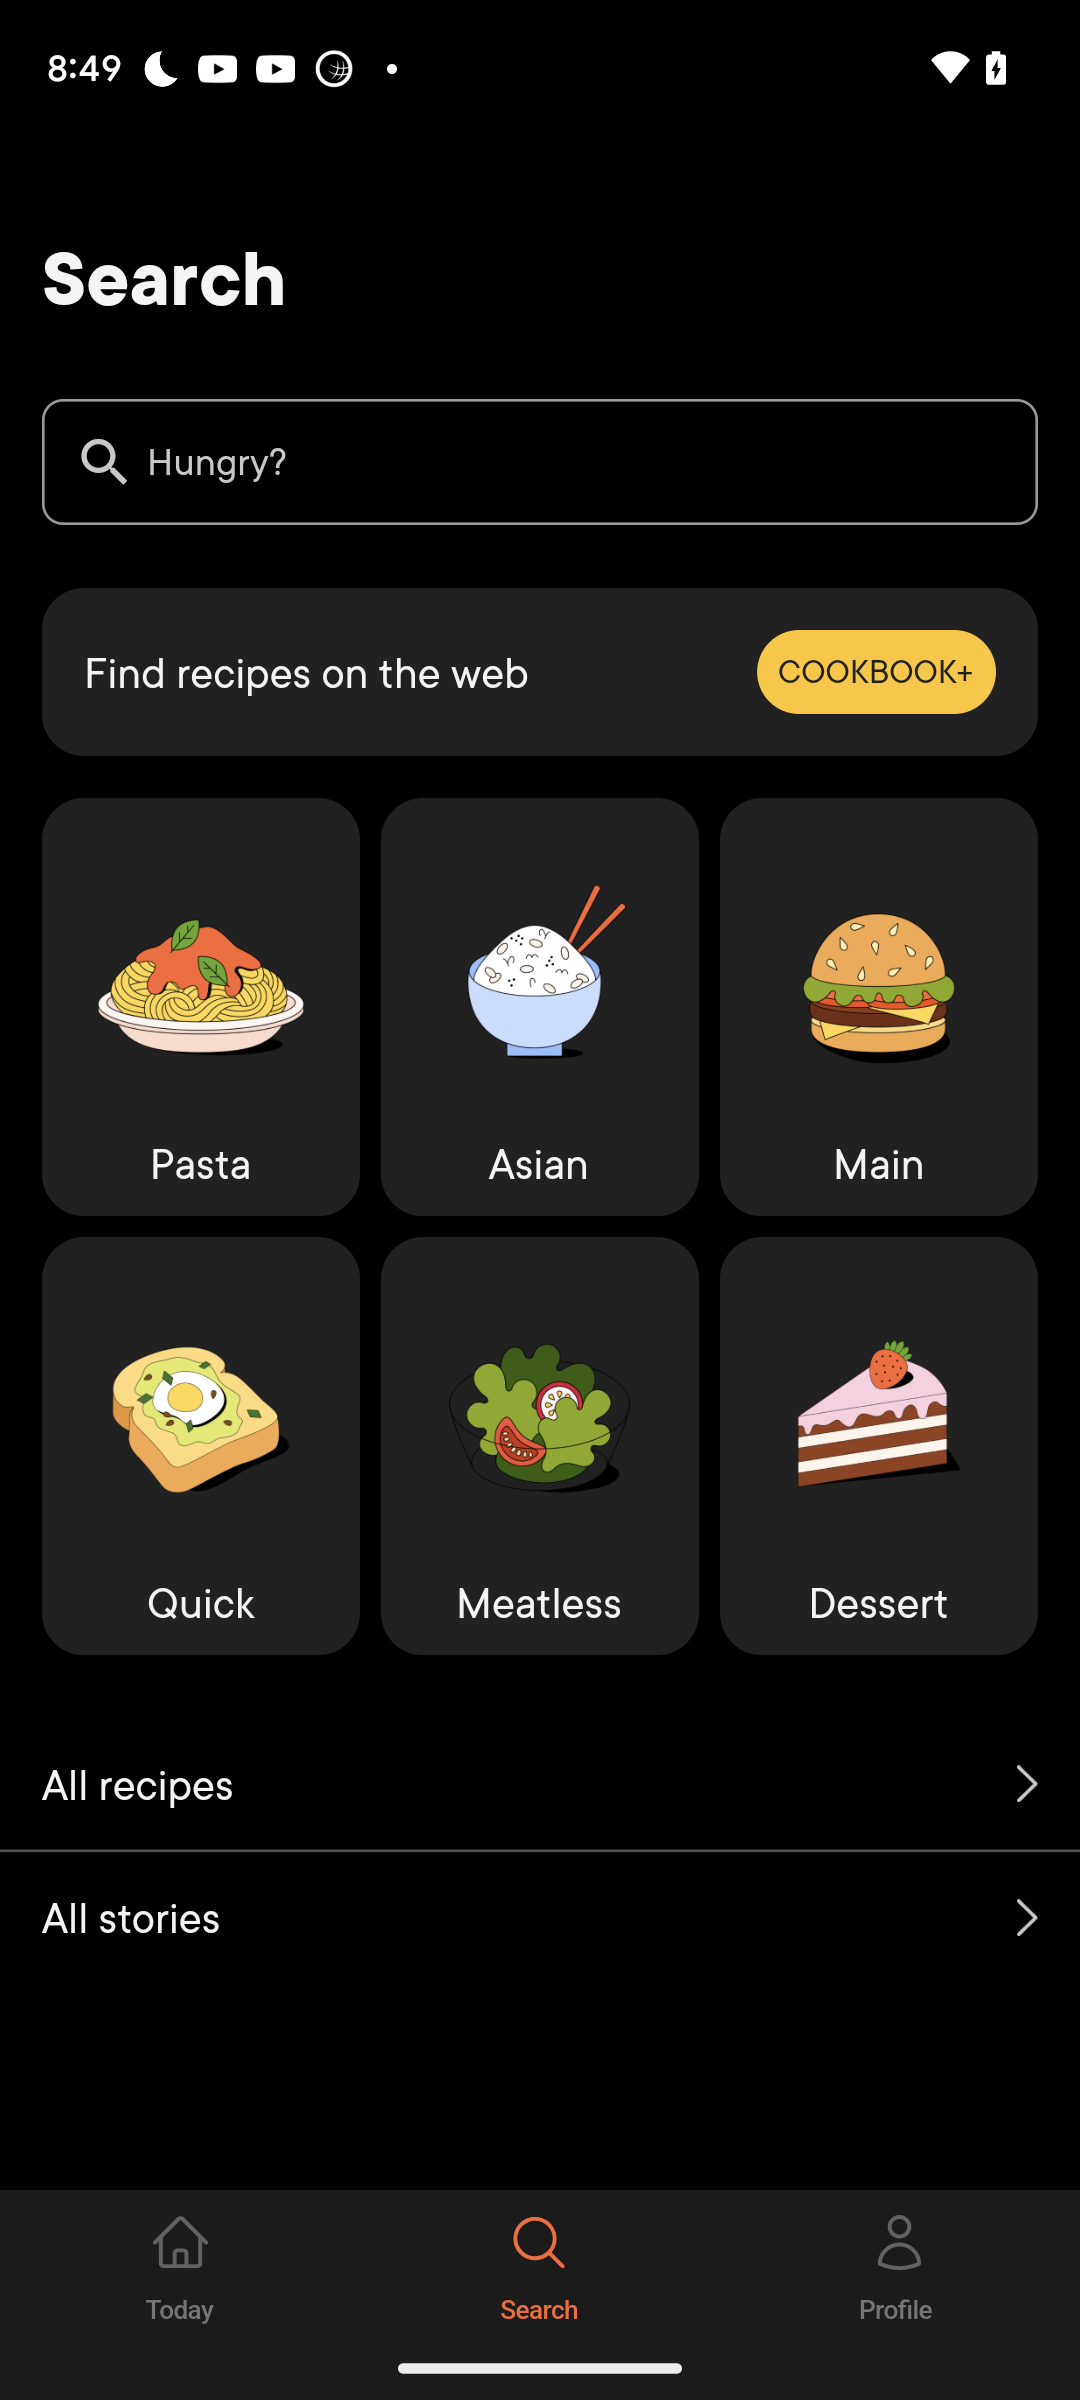 8:49
Search
Hungry?
Find recipes on the web
COOKBOOK+
Pasta
Asian
Main
Quick
Meatless
Dessert
All recipes
All stories
Today
Search
Profile